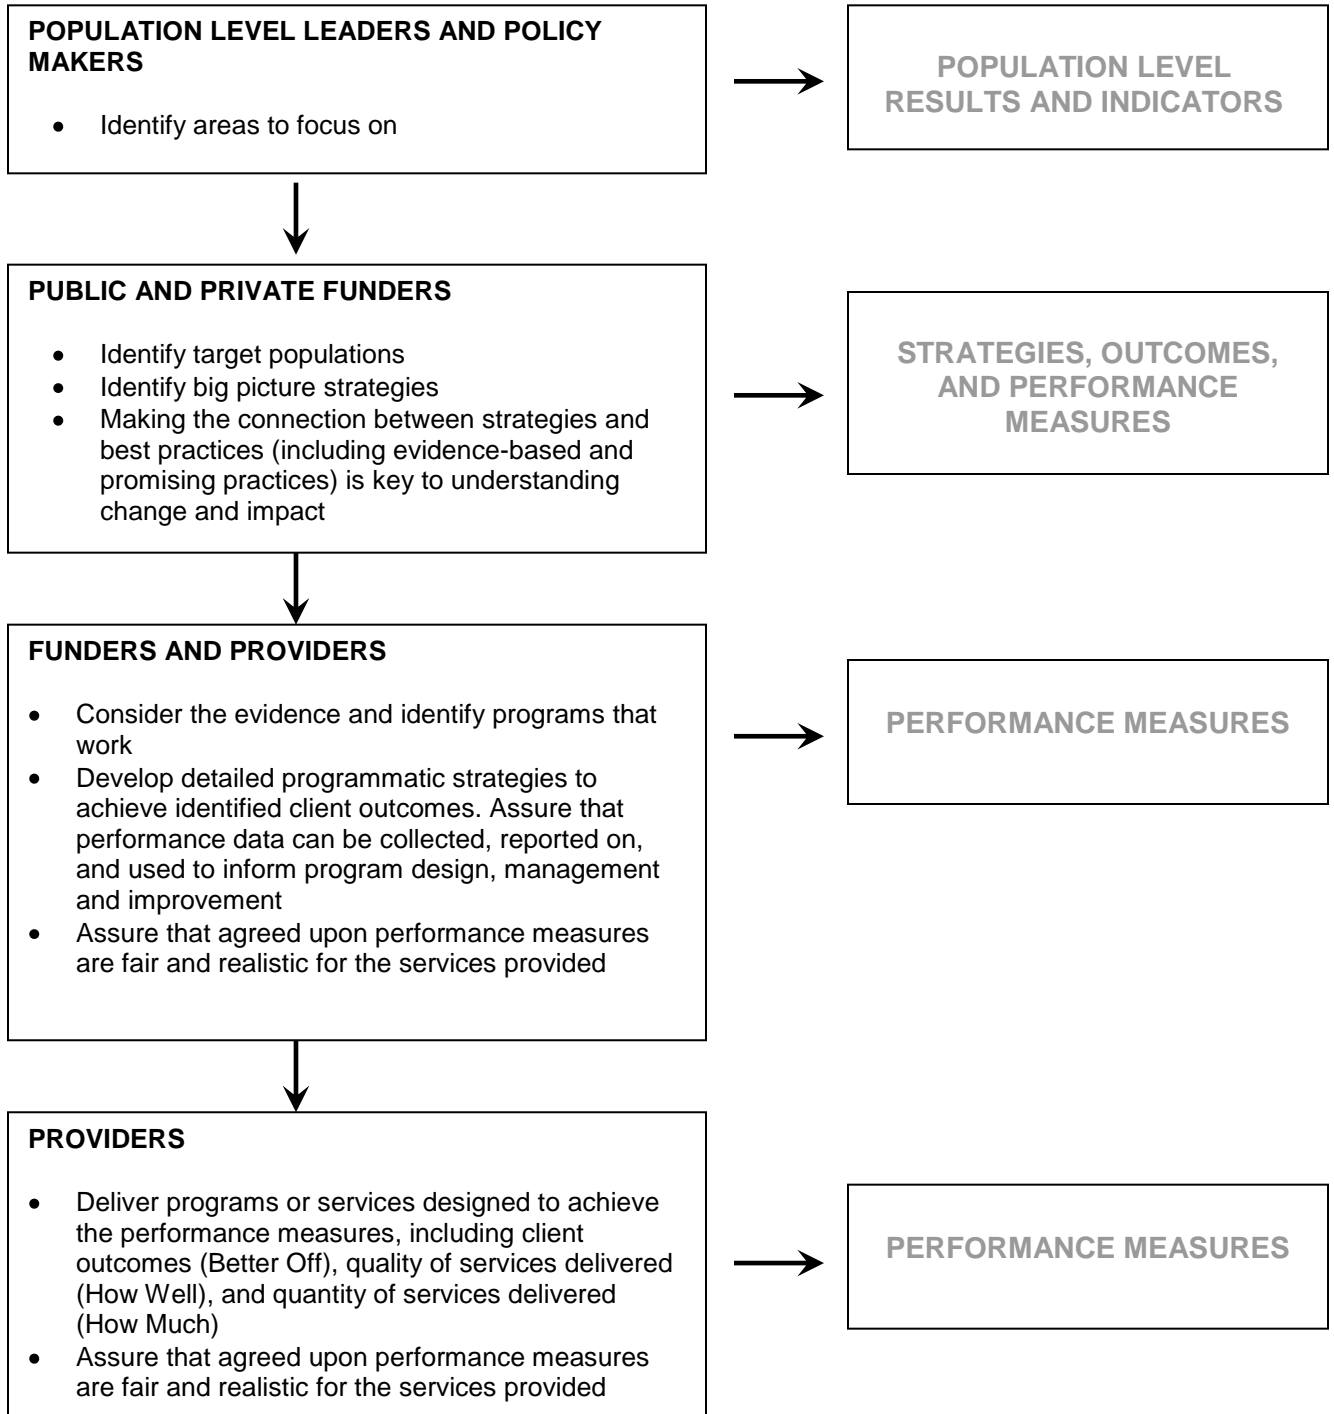 POPULATION LEVEL LEADERS AND POLICY
MAKERS
• Identify areas to focus on
POPULATION LEVEL
RESULTS AND INDICATORS
PUBLIC AND PRIVATE FUNDERS
• Identify target populations
• Identify big picture strategies
• Making the connection between strategies and
best practices (including evidence-based and
promising practices) is key to understanding
change and impact
STRATEGIES, OUTCOMES,
AND PERFORMANCE
MEASURES
FUNDERS AND PROVIDERS
• Consider the evidence and identify programs that
work
• Develop detailed programmatic strategies to
achieve identified client outcomes. Assure that
performance data can be collected, reported on,
and used to inform program design, management
and improvement
• Assure that agreed upon performance measures
are fair and realistic for the services provided
PERFORMANCE MEASURES
PROVIDERS
• Deliver programs or services designed to achieve
the performance measures, including client
outcomes (Better Off), quality of services delivered
(How Well), and quantity of services delivered
(How Much)
• Assure that agreed upon performance measures
are fair and realistic for the services provided
PERFORMANCE MEASURES